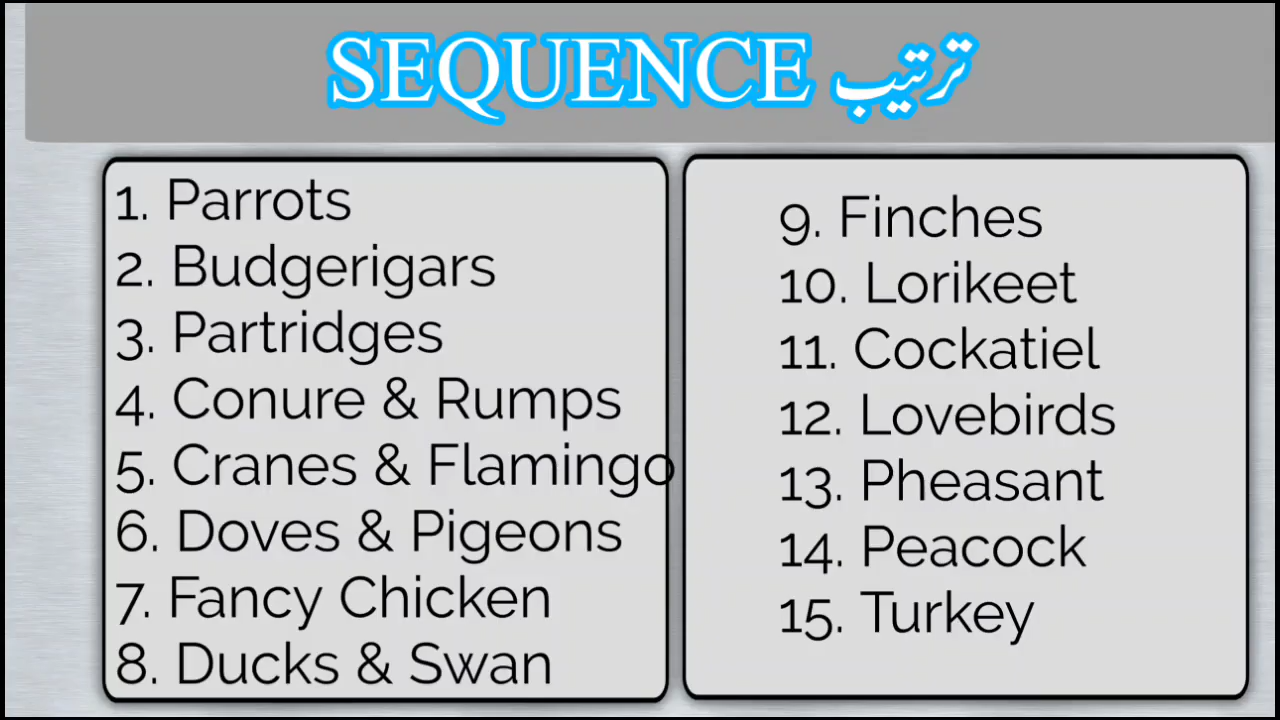 SEQUENCE ترتیب
1. Parrots
2. Budgerigars
3. Partridges
4. Conure & Rumps
5. Cranes & Flamingo
6. Doves & Pigeons
7. Fancy Chicken
8. Ducks & Swan
9. Finches
10. Lorikeet
11. Cockatiel
12. Lovebirds
13. Pheasant
14. Peacock
15. Turkey